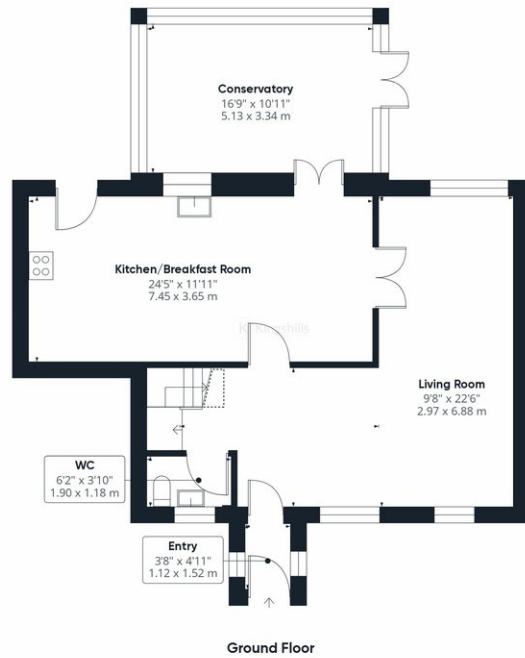 Conservatory
16'9" x 10'11"
5.13 x 3.34 m
Kitchen/Breakfast Room
24'5" x 11'11"
7.45 x 3.65 m
Kingshills
Living Room
9'8" x 22'6"
2.97 x 6.88 m
WC
6'2" x 3'10"
1.90 x 1.18 m
Entry
3'8" x 4'11"
1.12 x 1.52 m
Ground Floor